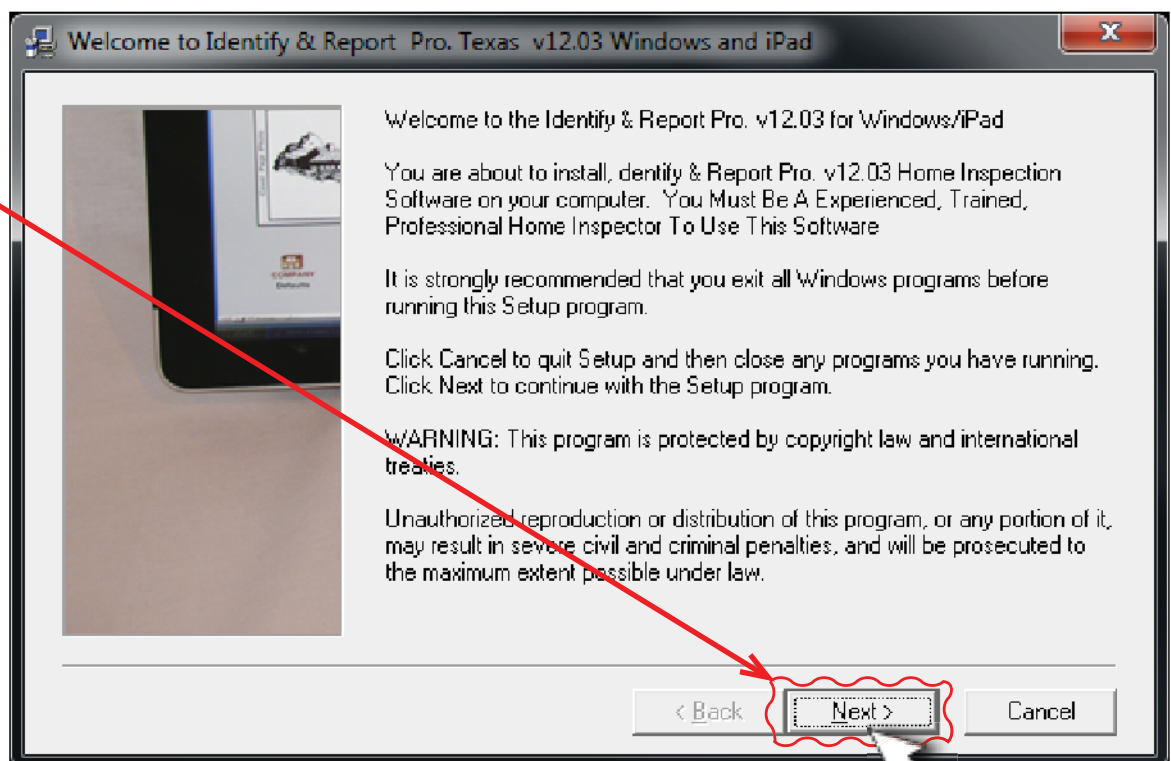 Welcome to Identify & Report  Pro. Texas  v12.03 Windows and iPad
x
Welcome to the Identify & Report Pro. v12.03 for Windows/iPad
You are about to install, dentify & Report Pro. v12.03 Home Inspection
Software on your computer.  You Must Be A Experienced, Trained,
Professional Home Inspector To Use This Software
It is strongly recommended that you exit all Windows programs before
running this Setup program.
Click Cancel to quit Setup and then close any programs you have running.
Click Next to continue with the Setup program.
WARNING: This program is protected by copyright law and international
treaties.
Unauthorized reproduction or distribution of this program, or any portion of it,
may result in severe civil and criminal penalties, and will be prosecuted to
the maximum extent possible under law.
Cover Page Photo
COMPANY
Defaults
< Back
Next >
Cancel